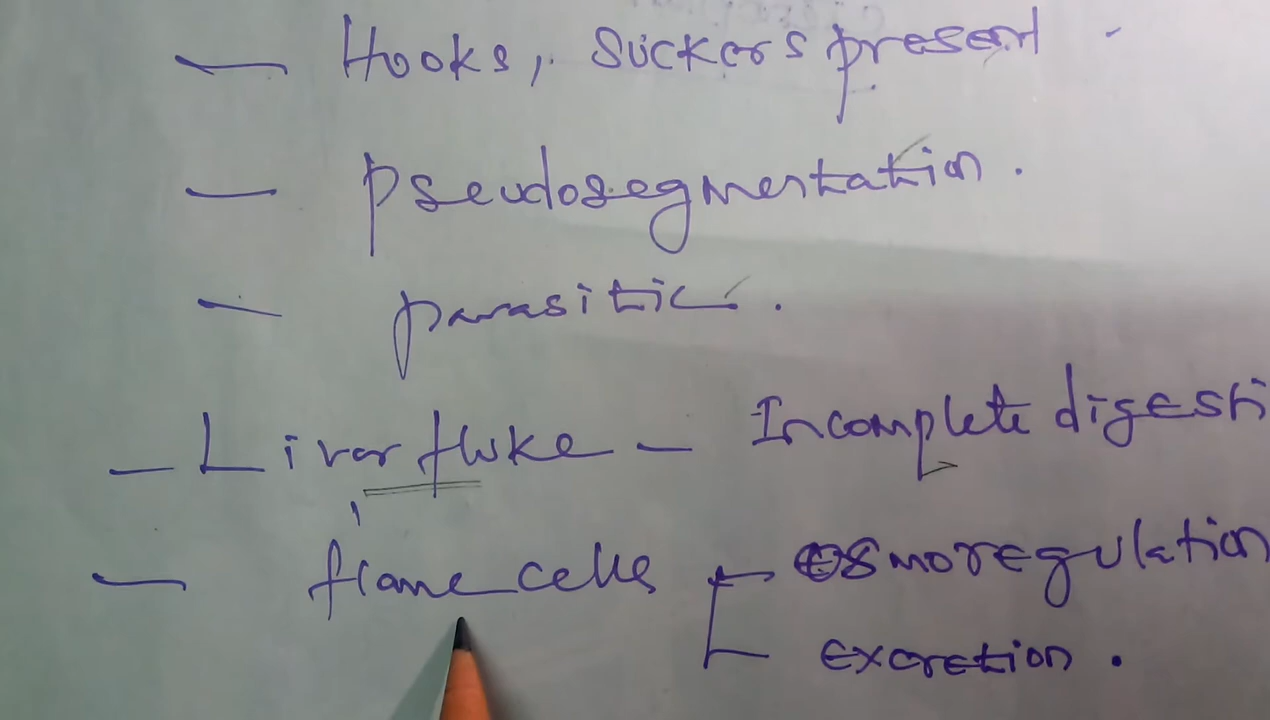 — Hooks, suckers present.
— Pseudosegmentation.
— parasitic.
— Liver fluke — Incomplete digesti
— flame cells osmoregulation
excretion.